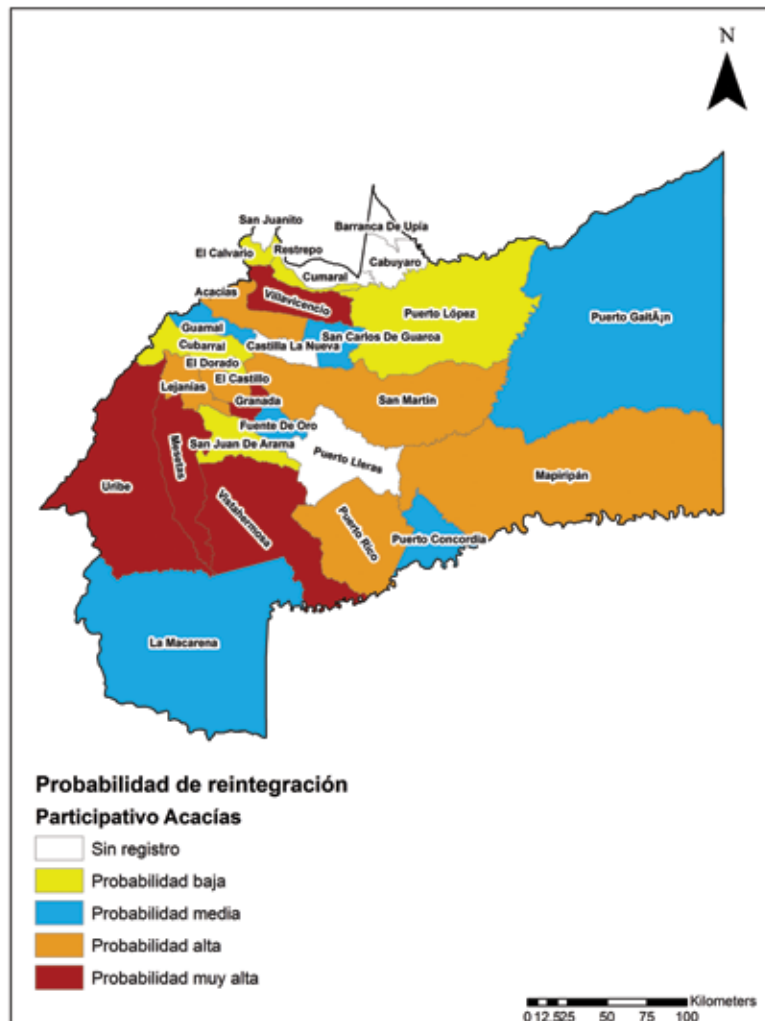 N
San Juanito
Barranca De Upía
El Calvario
Restrepo
Cabuyaro
Cumaral
Acacías
Villavicencio
Puerto López
Puerto GaitÃ¡n
Guamal
San Carlos De Guaroa
Castilla La Nueva
Cubarral
El Dorado
El Castillo
Lejanías
Granada
San Martín
Fuente De Oro
San Juan De Arama
Mesetas
Puerto Lleras
Mapiripán
Uribe
Vistahermosa
Puerto Rico
Puerto Concordia
La Macarena
Probabilidad de reintegración
Participativo Acacías
Sin registro
Probabilidad baja
Probabilidad media
Probabilidad alta
Probabilidad muy alta
Kilometers
0 12.525 50 75 100